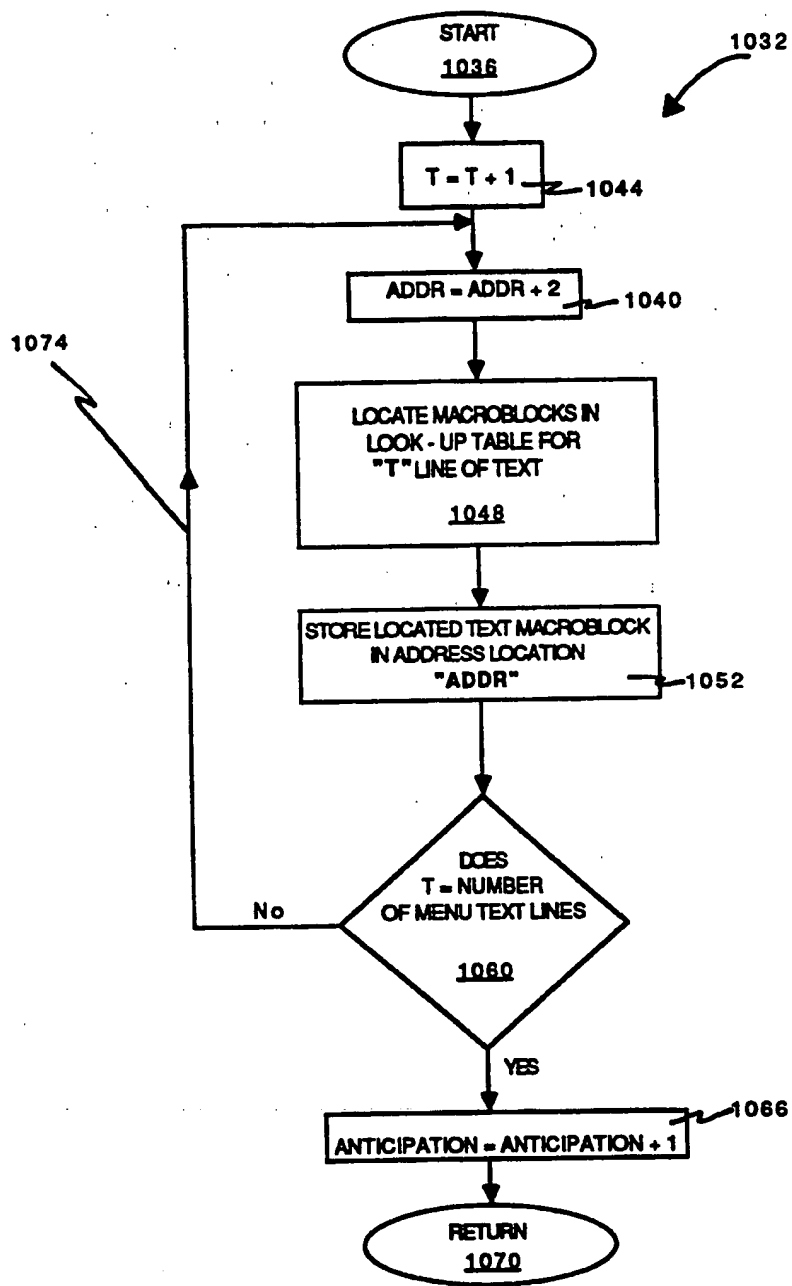 START
1036
1032
T = T + 1
1044
ADDR = ADDR + 2
1040
1074
LOCATE MACROBLOCKS IN
LOOK - UP TABLE FOR
"T" LINE OF TEXT
1048
STORE LOCATED TEXT MACROBLOCK
IN ADDRESS LOCATION
"ADDR"
1052
DOES
T = NUMBER
OF MENU TEXT LINES
1060
No
YES
1066
ANTICIPATION = ANTICIPATION + 1
RETURN
1070